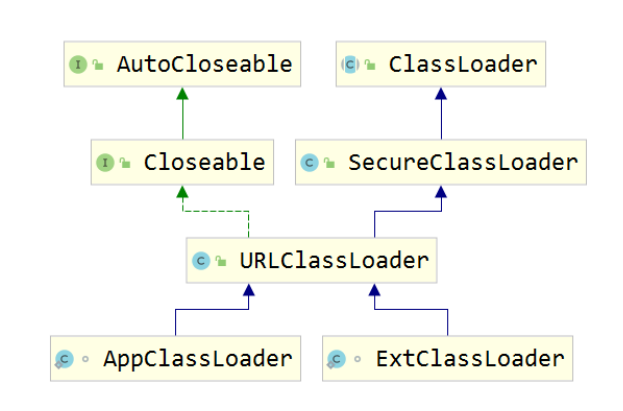 AutoCloseable
ClassLoader
Closeable
SecureClassLoader
URLClassLoader
AppClassLoader
ExtClassLoader